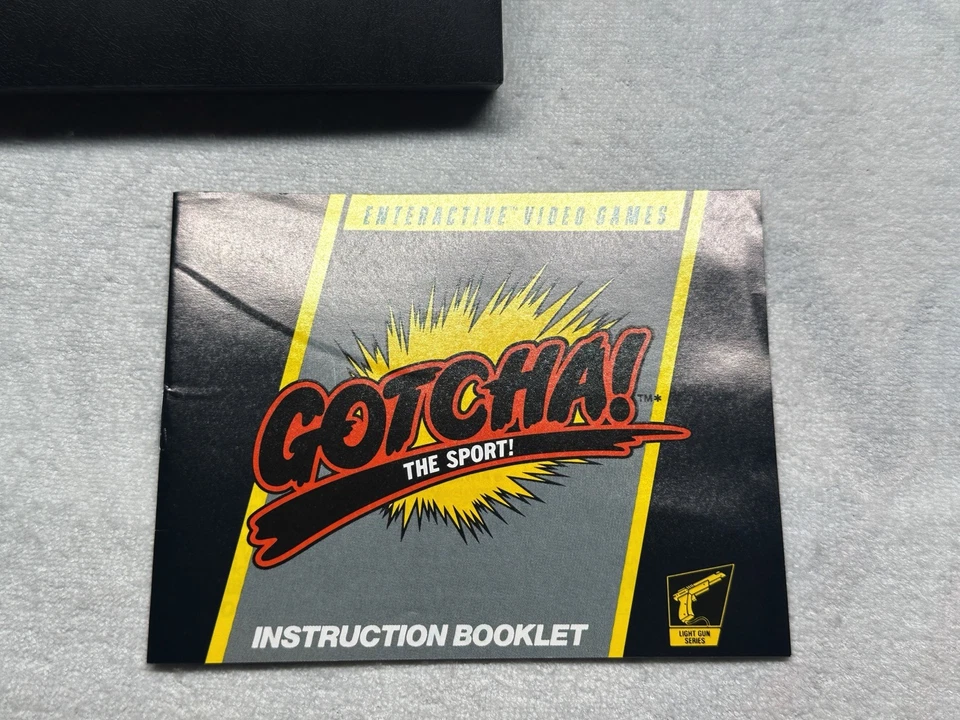 ENTERACTIVE™ VIDEO GAMES
GOTCHA!
™*
THE SPORT!
INSTRUCTION BOOKLET
LIGHT GUN
SERIES